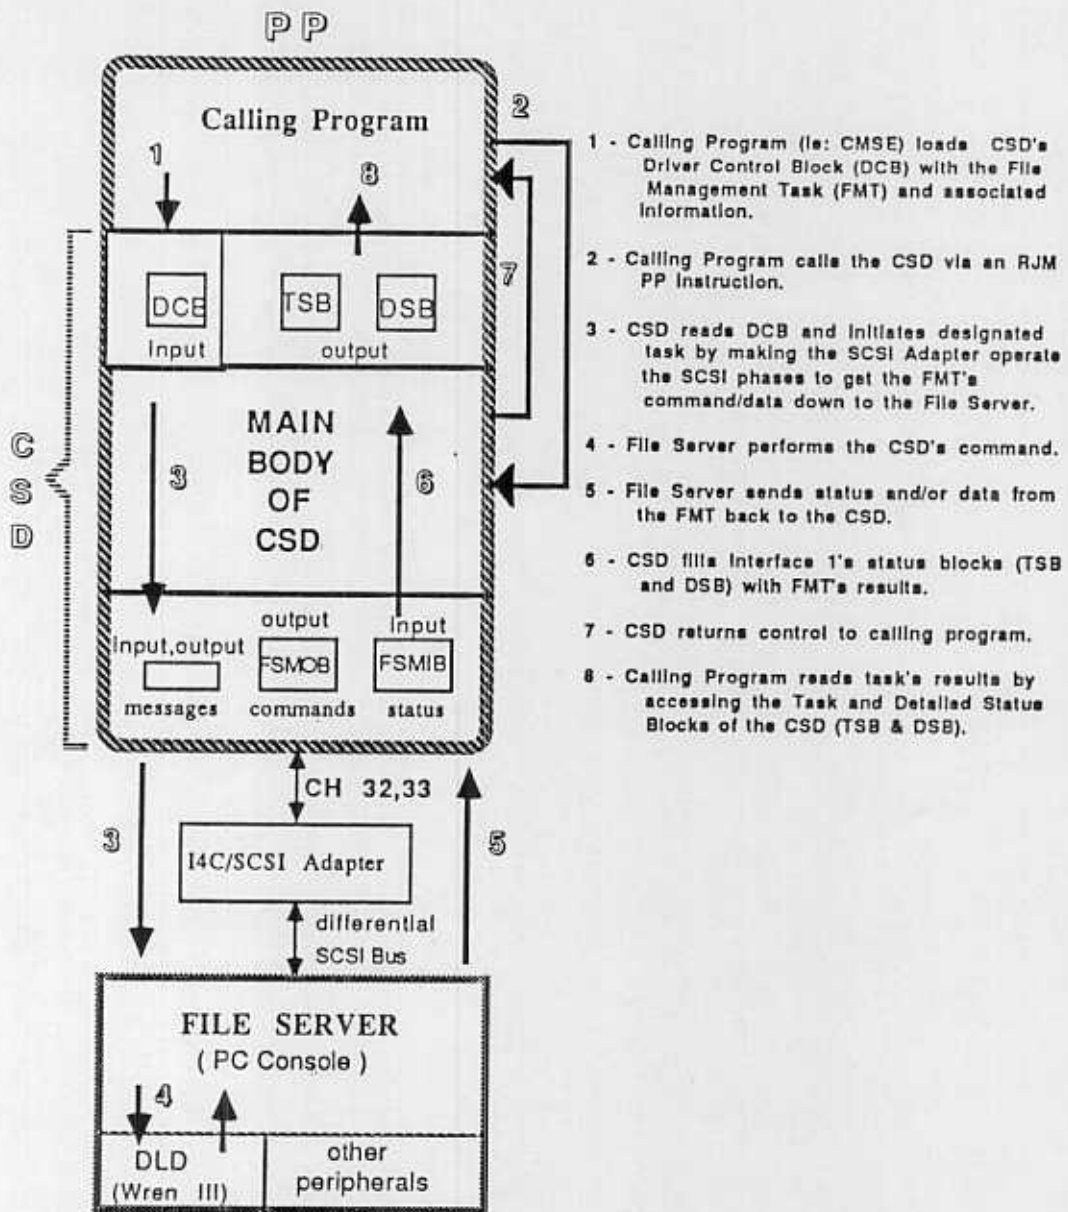 PP
Calling Program
1
2
8
7
DCB
TSB
DSB
Input
output
CSD
MAIN
BODY
OF
CSD
3
6
output
Input
Input,output
FSMOB
FSMIB
messages
commands
status
CH 32,33
3
5
I4C/SCSI Adapter
differential
SCSI Bus
FILE SERVER
( PC Console )
4
DLD
(Wren III)
other
peripherals
1 - Calling Program (ie: CMSE) loads CSD's
Driver Control Block (DCB) with the File
Management Task (FMT) and associated
Information.
2 - Calling Program calls the CSD via an RJM
PP Instruction.
3 - CSD reads DCB and initiates designated
task by making the SCSI Adapter operate
the SCSI phases to get the FMT's
command/data down to the File Server.
4 - File Server performs the CSD's command.
5 - File Server sends status and/or data from
the FMT back to the CSD.
6 - CSD fills Interface 1's status blocks (TSB
and DSB) with FMT's results.
7 - CSD returns control to calling program.
8 - Calling Program reads task's results by
accessing the Task and Detailed Status
Blocks of the CSD (TSB & DSB).